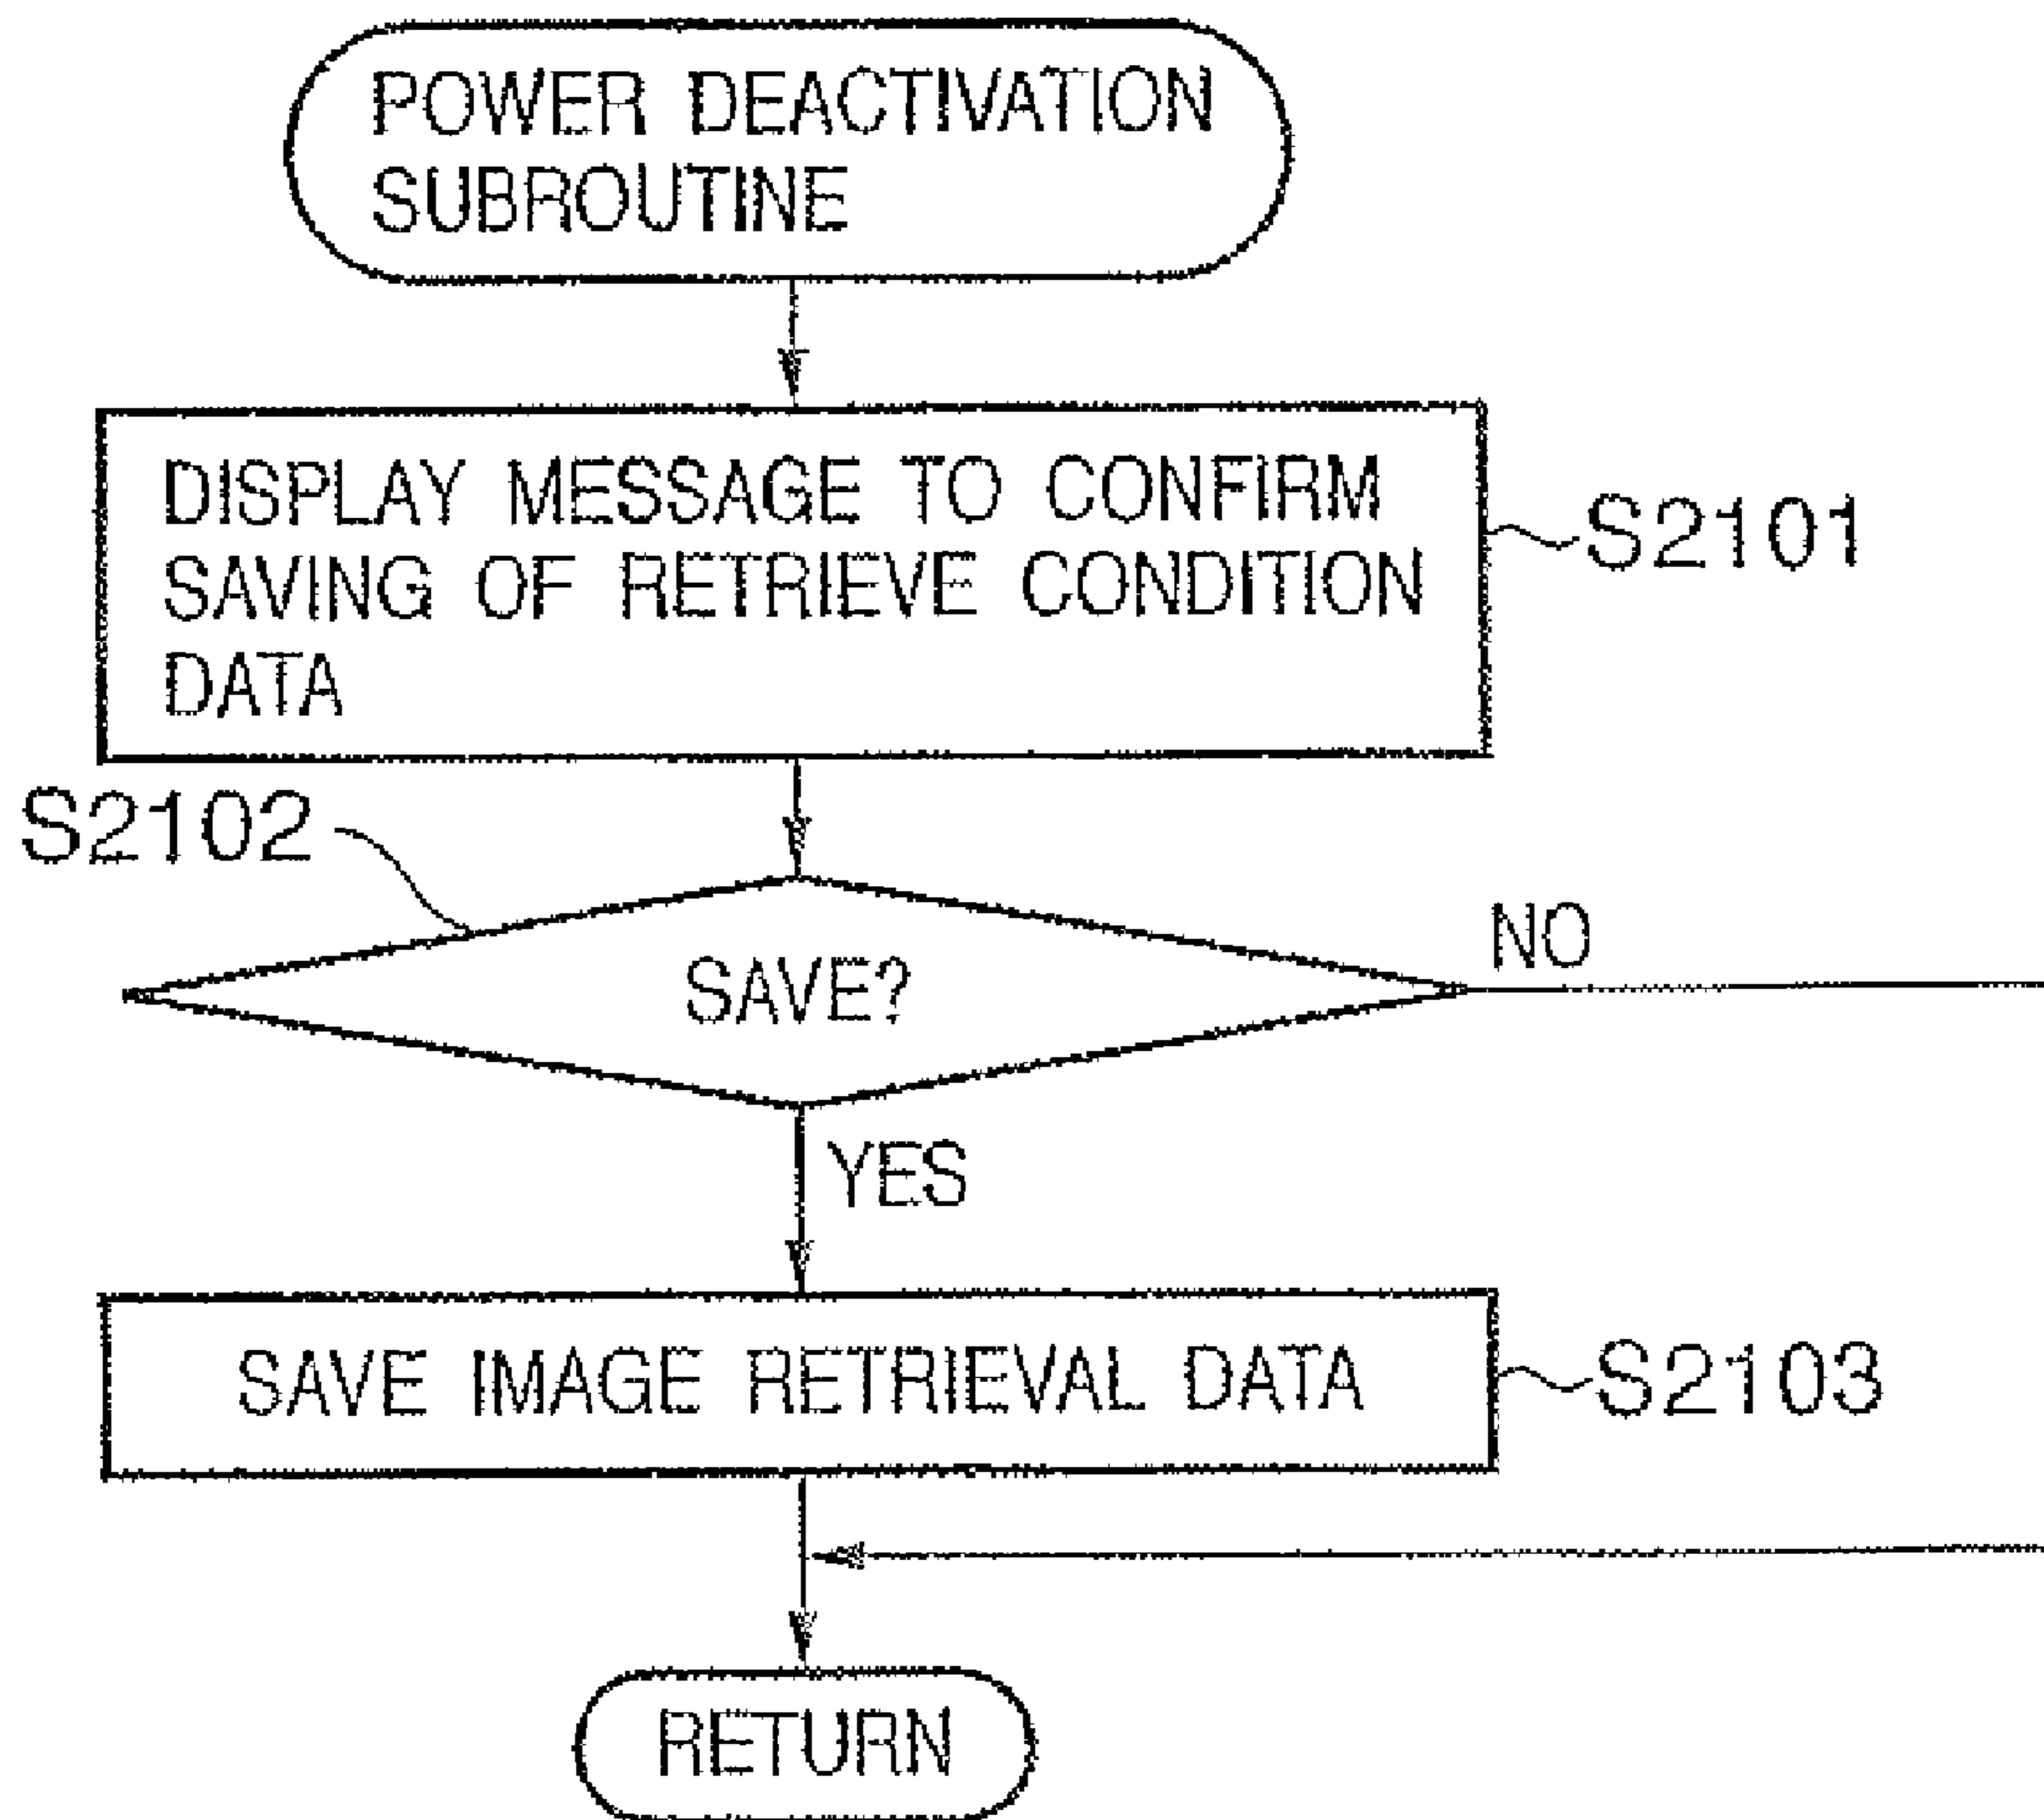 POWER DEACTIVATION
SUBROUTINE
DISPLAY MESSAGE TO CONFIRM
SAVING OF RETRIEVE CONDITION
DATA
S2101
S2102
SAVE?
NO
YES
SAVE IMAGE RETRIEVAL DATA
S2103
RETURN